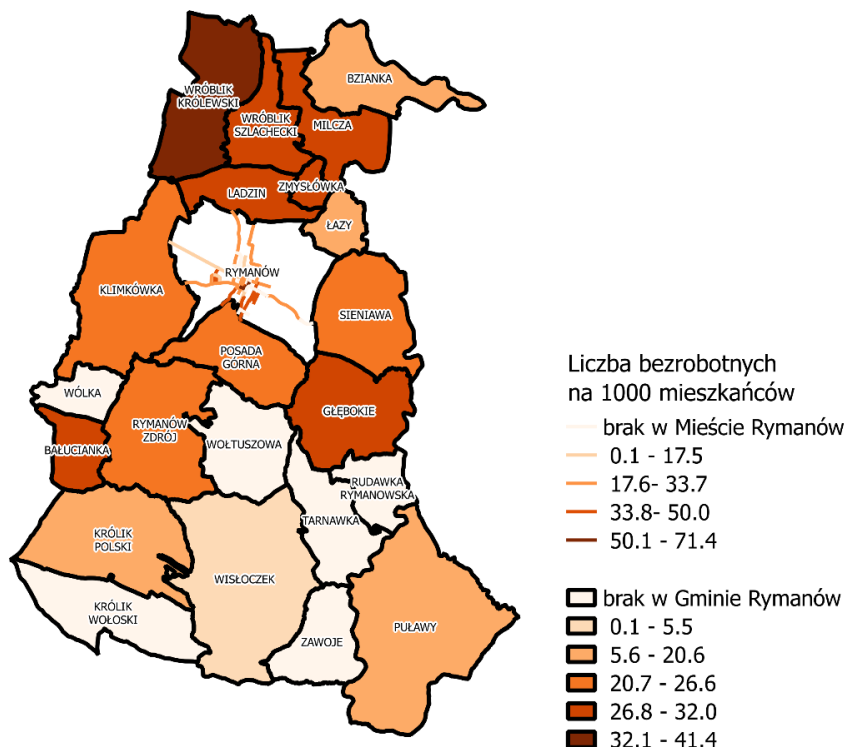 BZIANKA
WRÓBLIK
KRÓLEWSKI
WRÓBLIK
SZLACHECKI
MILCZA
LADZIN
ZMYSŁÓWKA
ŁAZY
RYMANÓW
KLIMKÓWKA
SIENIAWA
POSADA
GÓRNA
WÓLKA
GŁĘBOKIE
RYMANÓW
ZDRÓJ
WOŁTUSZOWA
BAŁUCIANKA
RUDAWKA
RYMANOWSKA
TARNAWKA
KRÓLIK
POLSKI
WISŁOCZEK
KRÓLIK
WOŁOSKI
ZAWOJE
PUŁAWY
Liczba bezrobotnych
na 1000 mieszkańców
brak w Mieście Rymanów
0.1 - 17.5
17.6- 33.7
33.8- 50.0
50.1 - 71.4
brak w Gminie Rymanów
0.1 - 5.5
5.6 - 20.6
20.7 - 26.6
26.8 - 32.0
32.1 - 41.4